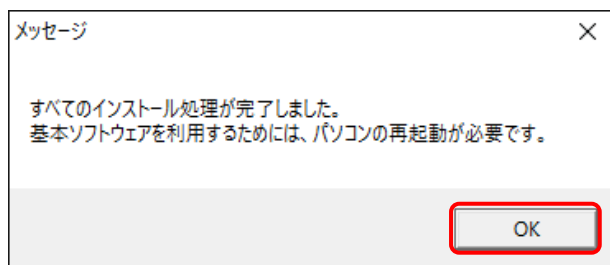 メッセージ
すべてのインストール処理が完了しました。
基本ソフトウェアを利用するためには、パソコンの再起動が必要です。
OK